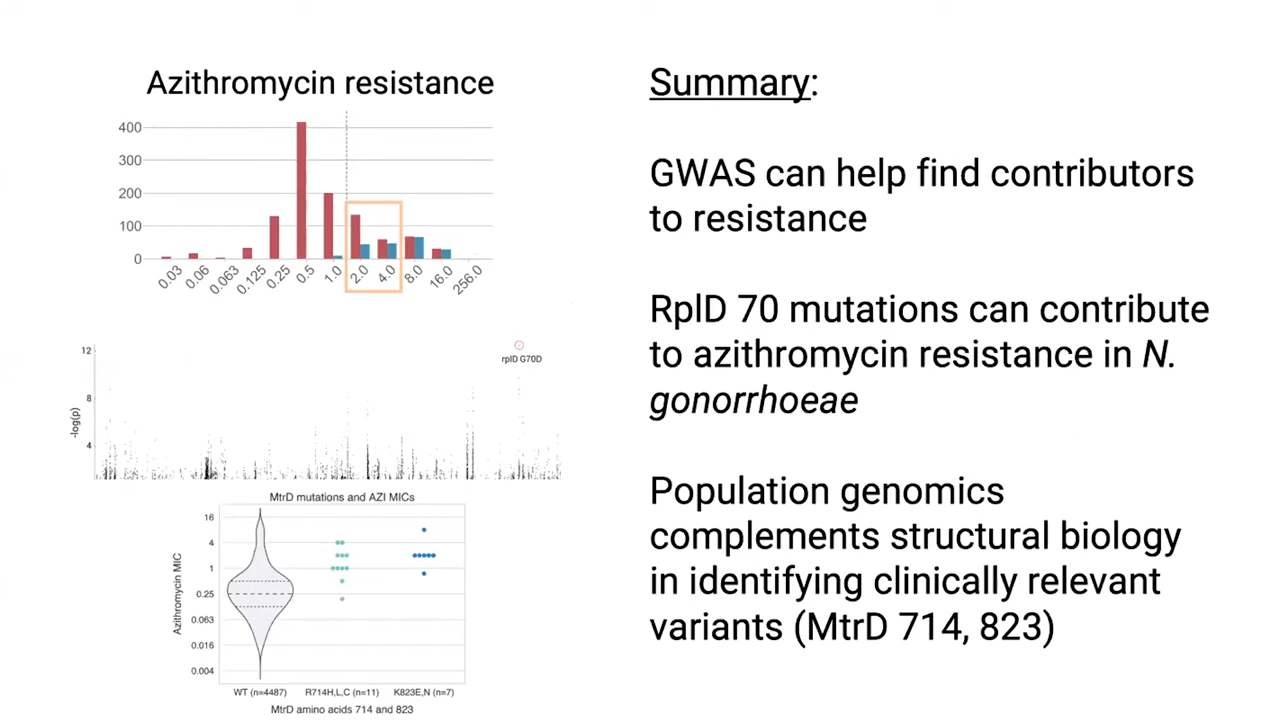 Azithromycin resistance
400
300
200
100
0
0.03
0.06
0.063
0.125
0.25
0.5
1.0
2.0
4.0
8.0
16.0
256.0
12
8
4
-log(p)
rplD G70D
MtrD mutations and AZI MICs
16
4
1
0.25
0.063
0.016
0.004
Azithromycin MIC
WT (n=4487)
R714H,L,C (n=11)
K823E,N (n=7)
MtrD amino acids 714 and 823
Summary:
GWAS can help find contributors
to resistance
RplD 70 mutations can contribute
to azithromycin resistance in N.
gonorrhoeae
Population genomics
complements structural biology
in identifying clinically relevant
variants (MtrD 714, 823)